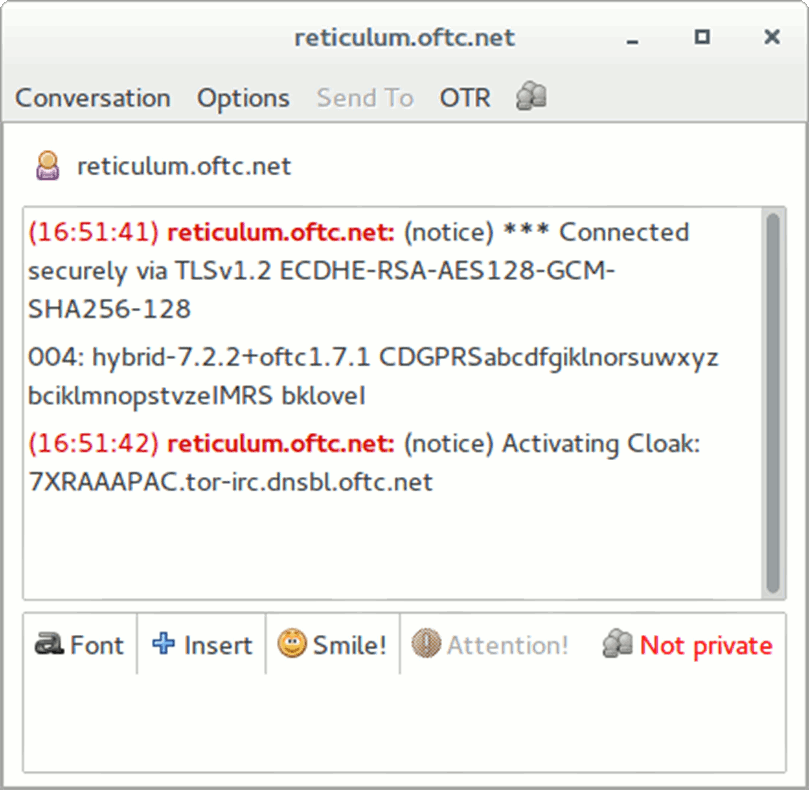 reticulum.oftc.net
Conversation Options Send To OTR
reticulum.oftc.net
(16:51:41) reticulum.oftc.net: (notice) *** Connected
securely via TLSv1.2 ECDHE-RSA-AES128-GCM-
SHA256-128
004: hybrid-7.2.2+oftc1.7.1 CDGPRSabcdfgiklnorsuwxyz
bciklmnopstvzeIMRS bkloveI
(16:51:42) reticulum.oftc.net: (notice) Activating Cloak:
7XRAAAPAC.tor-irc.dnsbl.oftc.net
Font Insert Smile! Attention! Not private